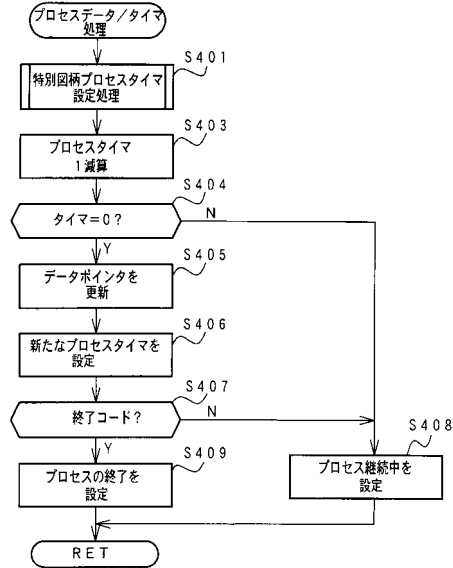 プロセスデータ/タイマ
処理
S401
特別図柄プロセスタイマ
設定処理
S403
プロセスタイマ
1減算
S404
タイマ=0?
N
Y
S405
データポインタを
更新
S406
新たなプロセスタイマを
設定
S407
終了コード?
N
Y
S408
プロセス継続中を
設定
S409
プロセスの終了を
設定
RET